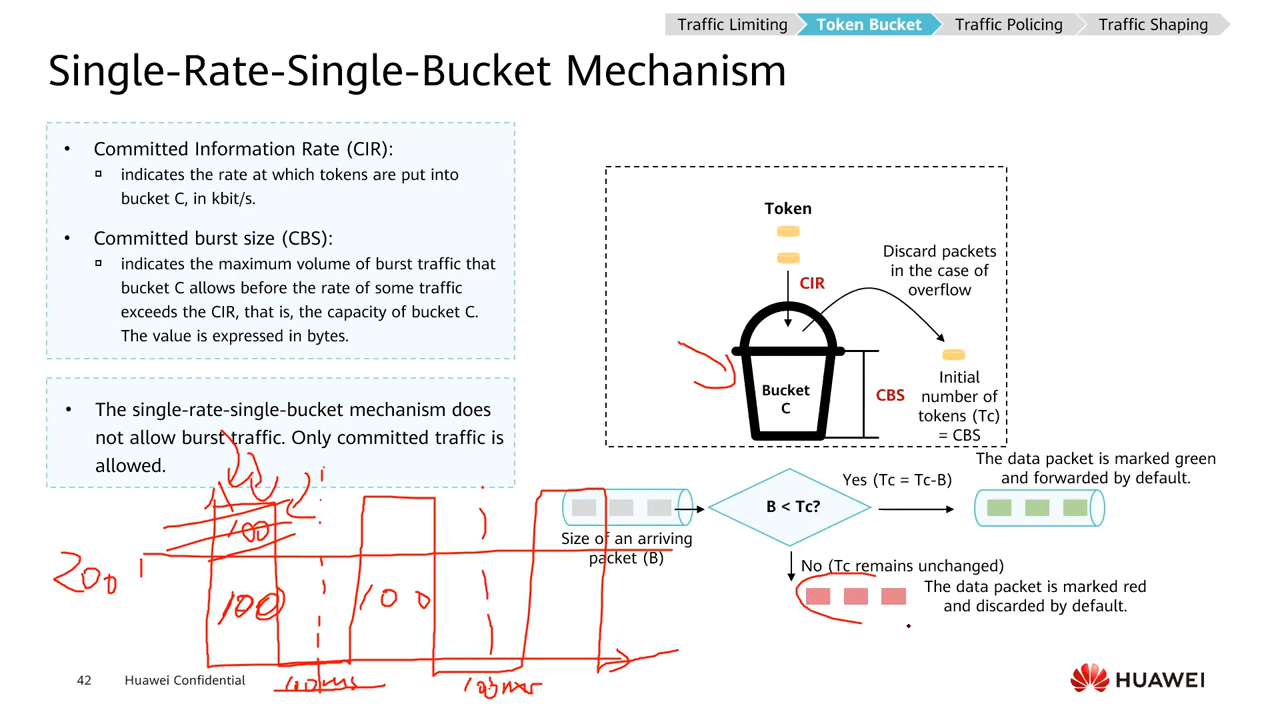 Traffic Limiting
Token Bucket
Traffic Policing
Traffic Shaping
Single-Rate-Single-Bucket Mechanism
• Committed Information Rate (CIR):
▫ indicates the rate at which tokens are put into
bucket C, in kbit/s.
• Committed burst size (CBS):
▫ indicates the maximum volume of burst traffic that
bucket C allows before the rate of some traffic
exceeds the CIR, that is, the capacity of bucket C.
The value is expressed in bytes.
• The single-rate-single-bucket mechanism does
not allow burst traffic. Only committed traffic is
allowed.
Token
CIR
Discard packets
in the case of
overflow
Bucket
C
CBS
Initial
number of
tokens (Tc)
= CBS
Size of an arriving
packet (B)
B < Tc?
Yes (Tc = Tc-B)
The data packet is marked green
and forwarded by default.
No (Tc remains unchanged)
The data packet is marked red
and discarded by default.
200
100
100
100
100ms
42
Huawei Confidential
HUAWEI